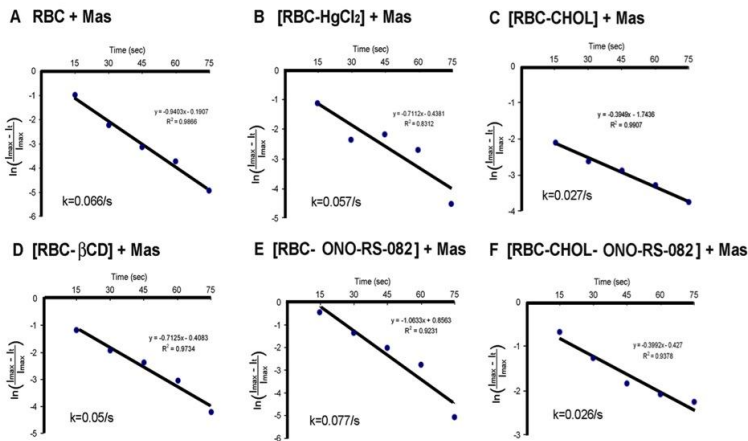 A RBC + Mas
Time (sec)
15 30 45 60 75
0
-1
-2
-3
-4
-5
-6
ln(Imax - It / Imax)
y = -0.9403x - 0.1907
R² = 0.9866
k=0.066/s
B [RBC-HgCl2] + Mas
Time (sec)
15 30 45 60 75
0
-1
-2
-3
-4
-5
ln(Imax - It / Imax)
y = -0.7112x - 0.4381
R² = 0.8312
k=0.057/s
C [RBC-CHOL] + Mas
Time (sec)
15 30 45 60 75
0
-1
-2
-3
-4
ln(Imax - It / Imax)
y = -0.3949x - 1.7436
R² = 0.9907
k=0.027/s
D [RBC- βCD] + Mas
Time (sec)
15 30 45 60 75
0
-1
-2
-3
-4
-5
ln(Imax - It / Imax)
y = -0.7125x - 0.4083
R² = 0.9734
k=0.05/s
E [RBC- ONO-RS-082] + Mas
Time (sec)
15 30 45 60 75
0
-1
-2
-3
-4
-5
-6
ln(Imax - It / Imax)
y = -1.0633x + 0.8563
R² = 0.9231
k=0.077/s
F [RBC-CHOL- ONO-RS-082] + Mas
Time (sec)
15 30 45 60 75
0
-1
-2
-3
ln(Imax - It / Imax)
y = -0.3992x - 0.427
R² = 0.9378
k=0.026/s